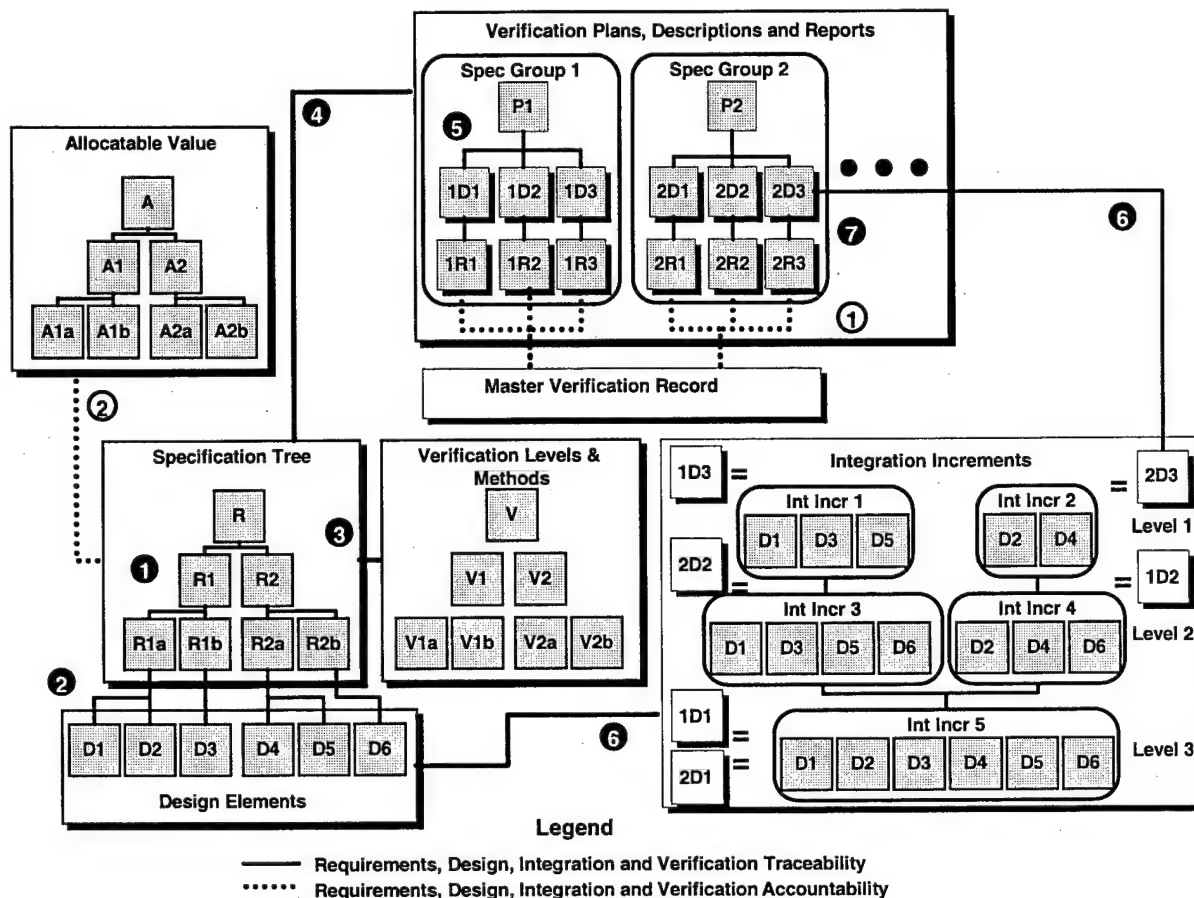 Verification Plans, Descriptions and Reports
Spec Group 1
Spec Group 2
P1
P2
4
5
1D1 1D2 1D3
2D1 2D2 2D3
6
7
1R1 1R2 1R3
2R1 2R2 2R3
1
Allocatable Value
A
A1 A2
A1a A1b A2a A2b
2
Master Verification Record
Specification Tree
R
1
R1 R2
R1a R1b R2a R2b
3
Verification Levels &
Methods
V
V1 V2
V1a V1b V2a V2b
2
D1 D2 D3 D4 D5 D6
Design Elements
6
Integration Increments
1D3 =
= 2D3
Int Incr 1
D1 D3 D5
Int Incr 2
D2 D4
Level 1
2D2 =
= 1D2
Int Incr 3
D1 D3 D5 D6
Int Incr 4
D2 D4 D6
Level 2
1D1 =
2D1 =
Int Incr 5
D1 D2 D3 D4 D5 D6
Level 3
Legend
Requirements, Design, Integration and Verification Traceability
Requirements, Design, Integration and Verification Accountability